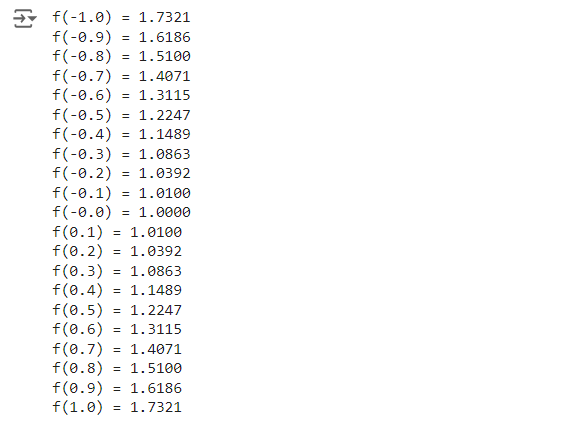 f(-1.0) = 1.7321
f(-0.9) = 1.6186
f(-0.8) = 1.5100
f(-0.7) = 1.4071
f(-0.6) = 1.3115
f(-0.5) = 1.2247
f(-0.4) = 1.1489
f(-0.3) = 1.0863
f(-0.2) = 1.0392
f(-0.1) = 1.0100
f(-0.0) = 1.0000
f(0.1) = 1.0100
f(0.2) = 1.0392
f(0.3) = 1.0863
f(0.4) = 1.1489
f(0.5) = 1.2247
f(0.6) = 1.3115
f(0.7) = 1.4071
f(0.8) = 1.5100
f(0.9) = 1.6186
f(1.0) = 1.7321